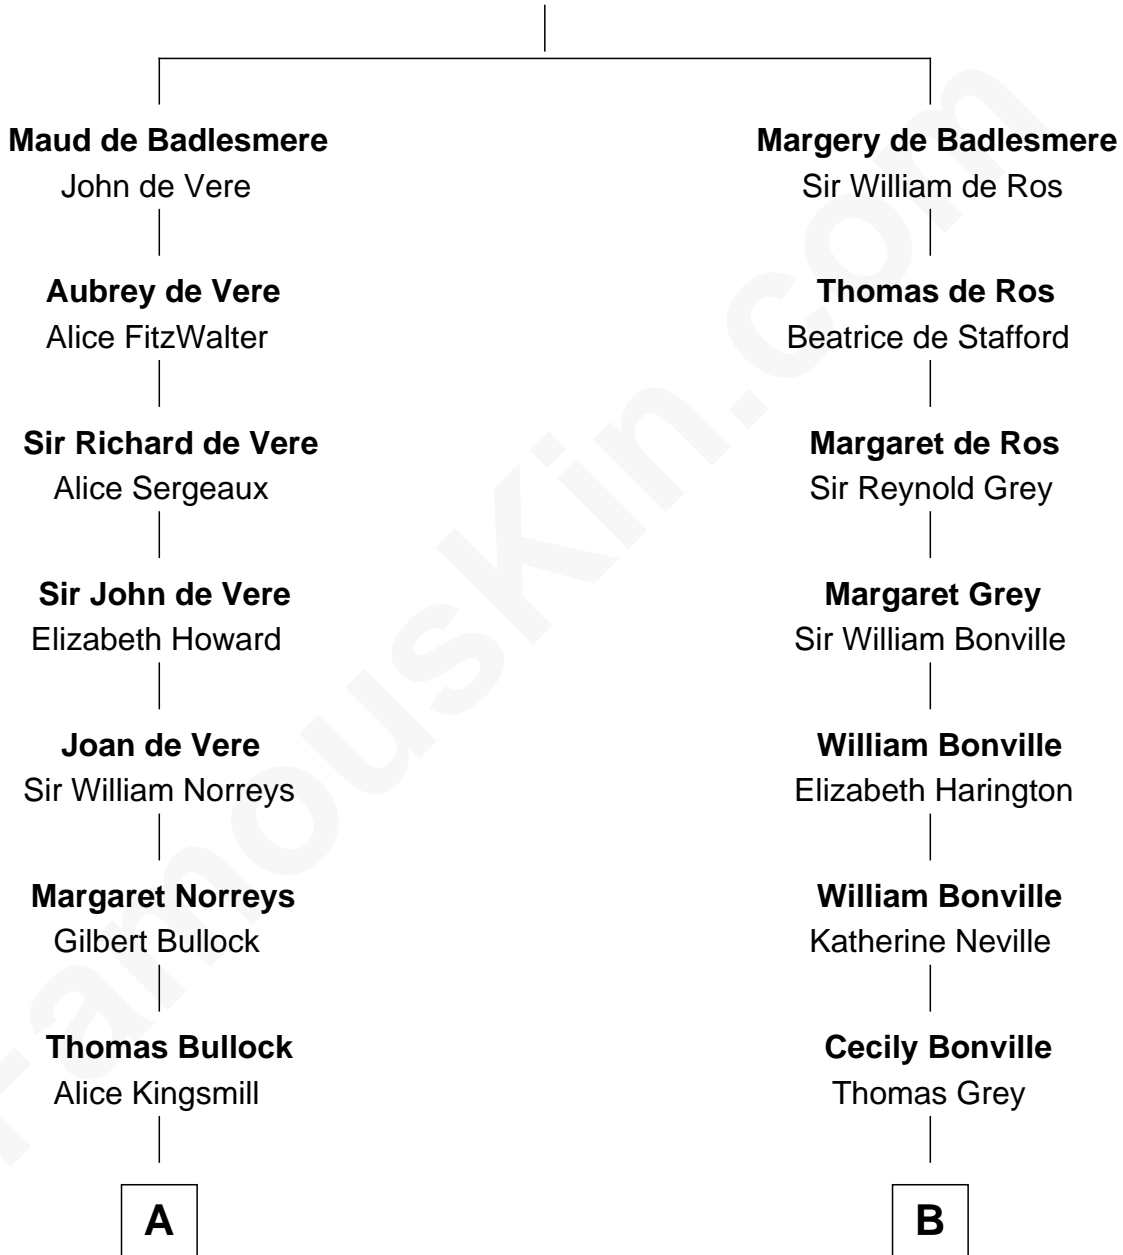 Maud de Badlesmere
John de Vere
Aubrey de Vere
Alice FitzWalter
Sir Richard de Vere
Alice Sergeaux
Sir John de Vere
Elizabeth Howard
Joan de Vere
Sir William Norreys
Margaret Norreys
Gilbert Bullock
Thomas Bullock
Alice Kingsmill
A
Margery de Badlesmere
Sir William de Ros
Thomas de Ros
Beatrice de Stafford
Margaret de Ros
Sir Reynold Grey
Margaret Grey
Sir William Bonville
William Bonville
Elizabeth Harington
William Bonville
Katherine Neville
Cecily Bonville
Thomas Grey
B
FamousKin.com